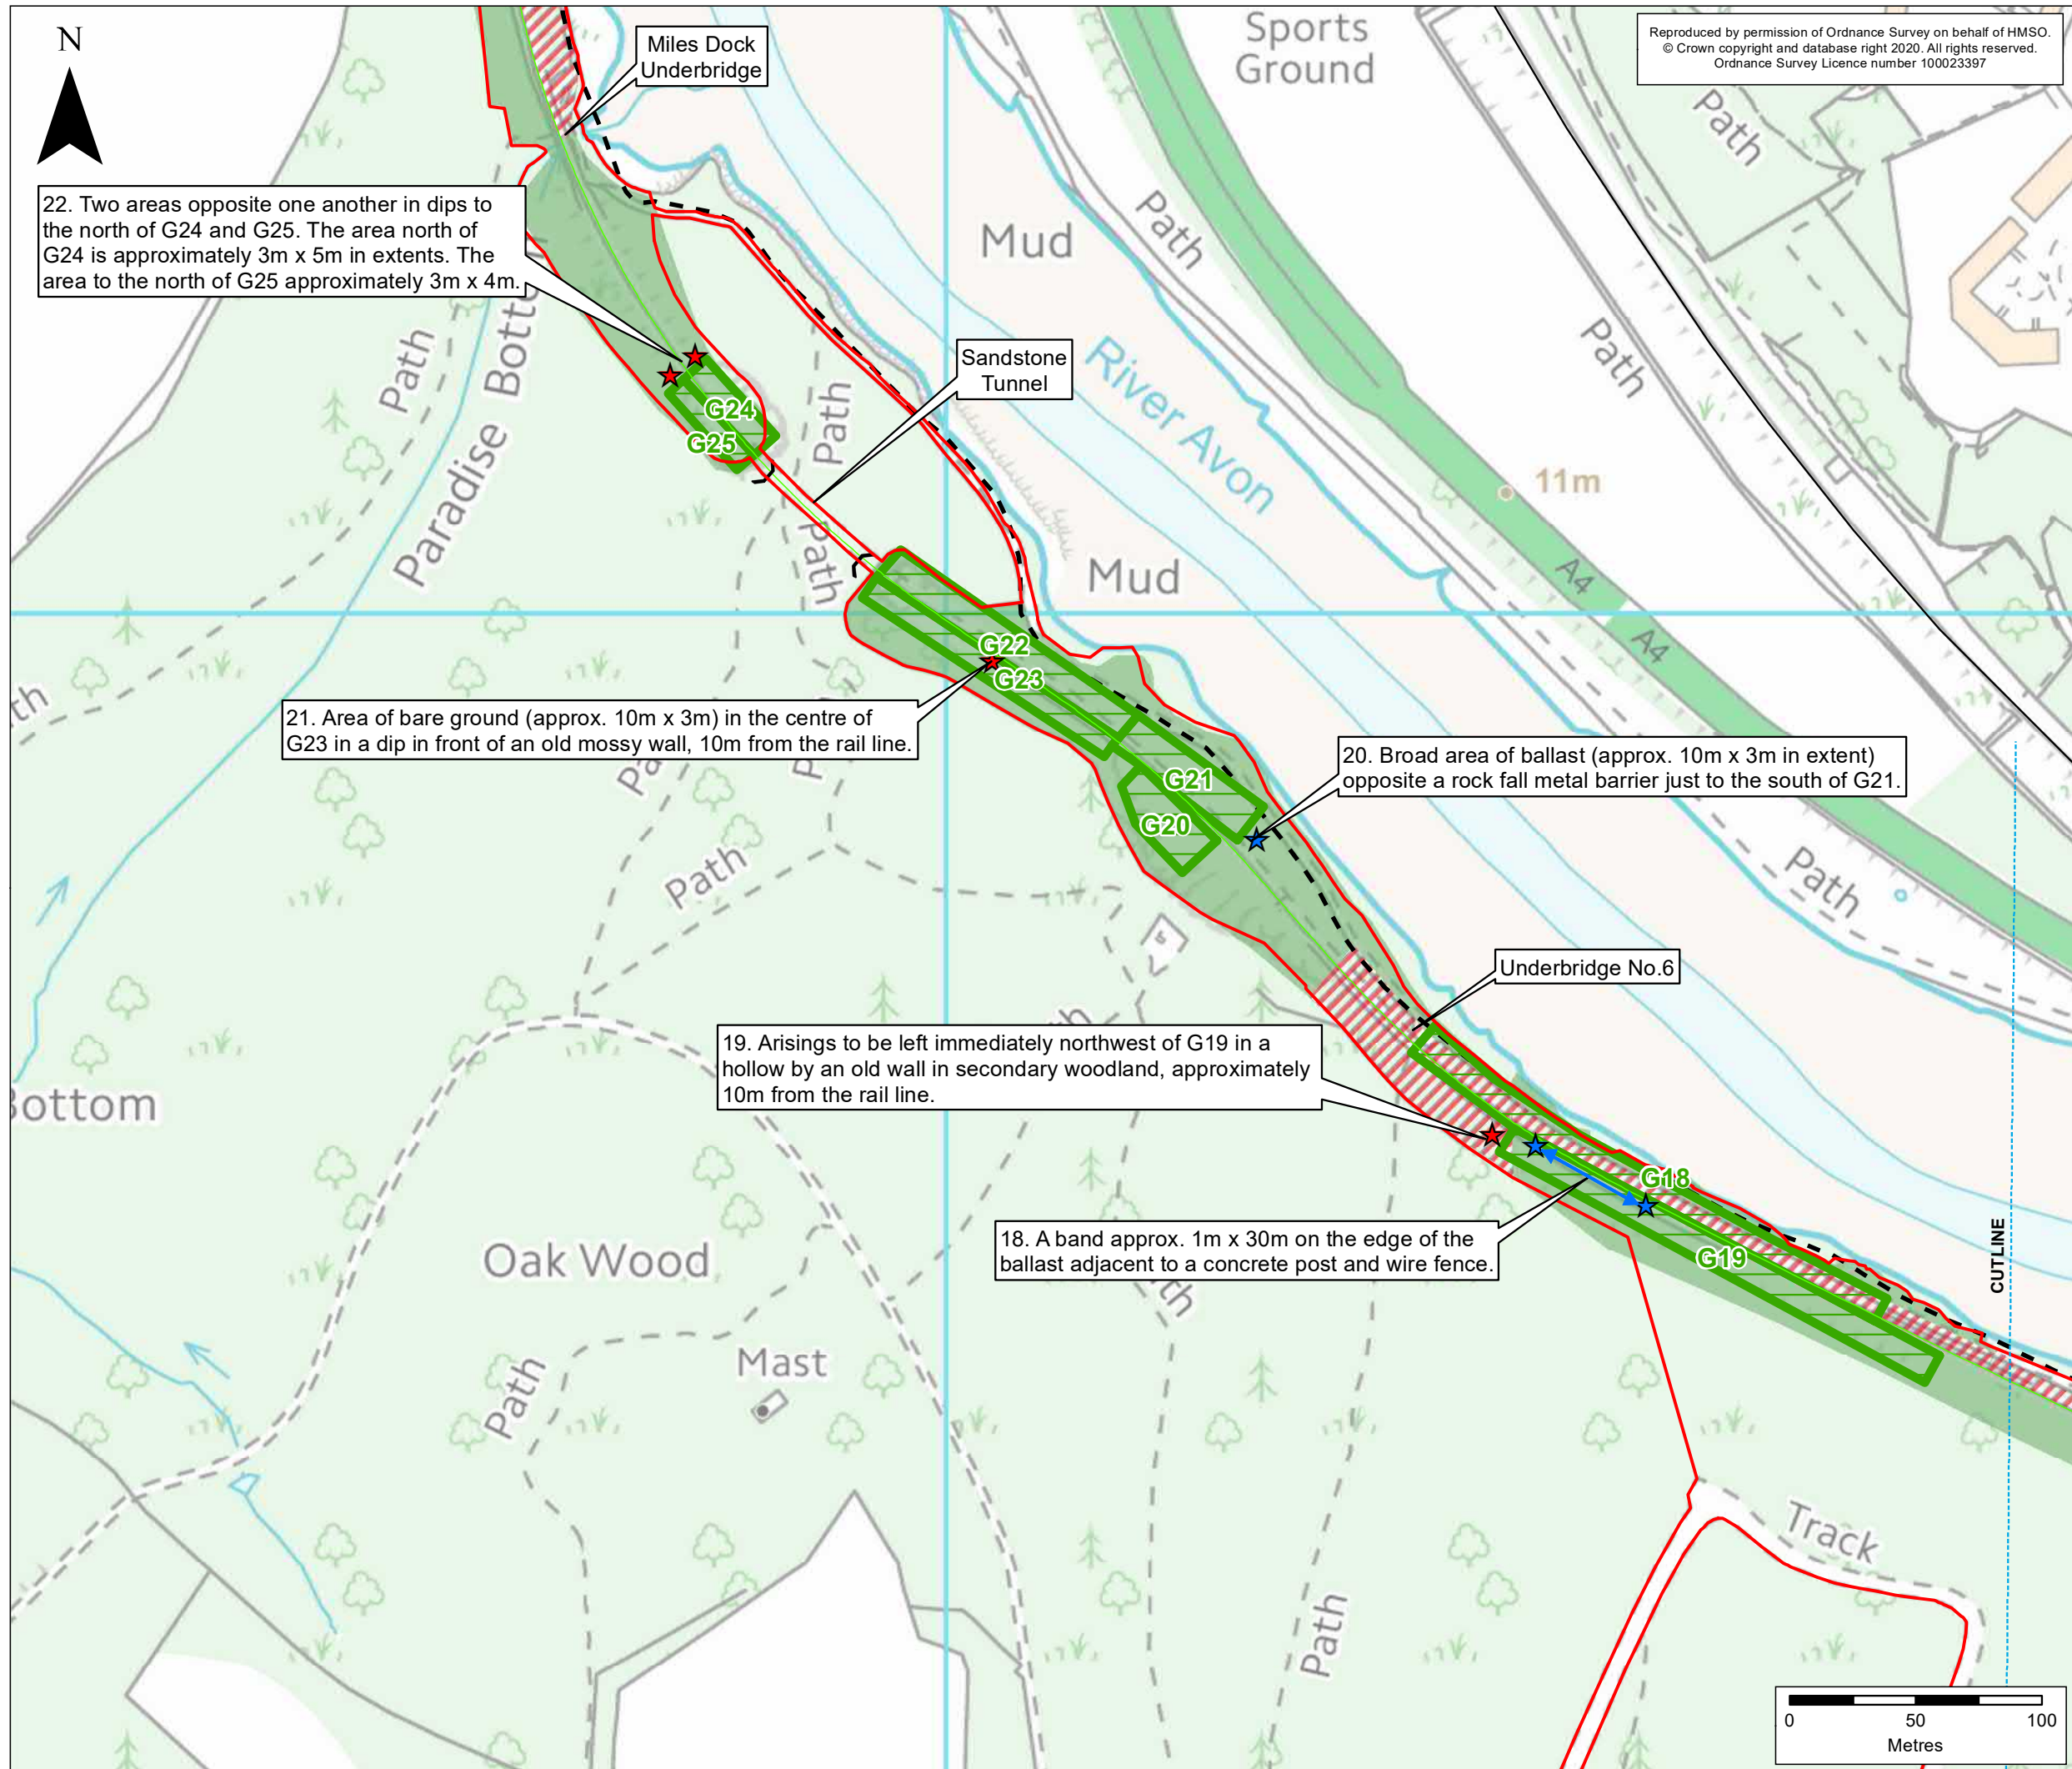 N
Miles Dock
Underbridge
Sports
Ground
Reproduced by permission of Ordnance Survey on behalf of HMSO.
© Crown copyright and database right 2020. All rights reserved.
Ordnance Survey Licence number 100023397
Path
22. Two areas opposite one another in dips to
the north of G24 and G25. The area north of
G24 is approximately 3m x 5m in extents. The
area to the north of G25 approximately 3m x 4m.
Mud
Path
Path
Path
Paradise Botto
Sandstone
Tunnel
River Avon
Path
G24
G25
11m
Path
Mud
A4
A4
G22
G23
th
21. Area of bare ground (approx. 10m x 3m) in the centre of
G23 in a dip in front of an old mossy wall, 10m from the rail line.
Pa
P
G21
20. Broad area of ballast (approx. 10m x 3m in extent)
opposite a rock fall metal barrier just to the south of G21.
G20
Path
Path
Underbridge No.6
th
19. Arisings to be left immediately northwest of G19 in a
hollow by an old wall in secondary woodland, approximately
10m from the rail line.
Bottom
G18
18. A band approx. 1m x 30m on the edge of the
ballast adjacent to a concrete post and wire fence.
G19
CUTLINE
Oak Wood
th
Mast
Path
Track
Path
0 50 100
Metres